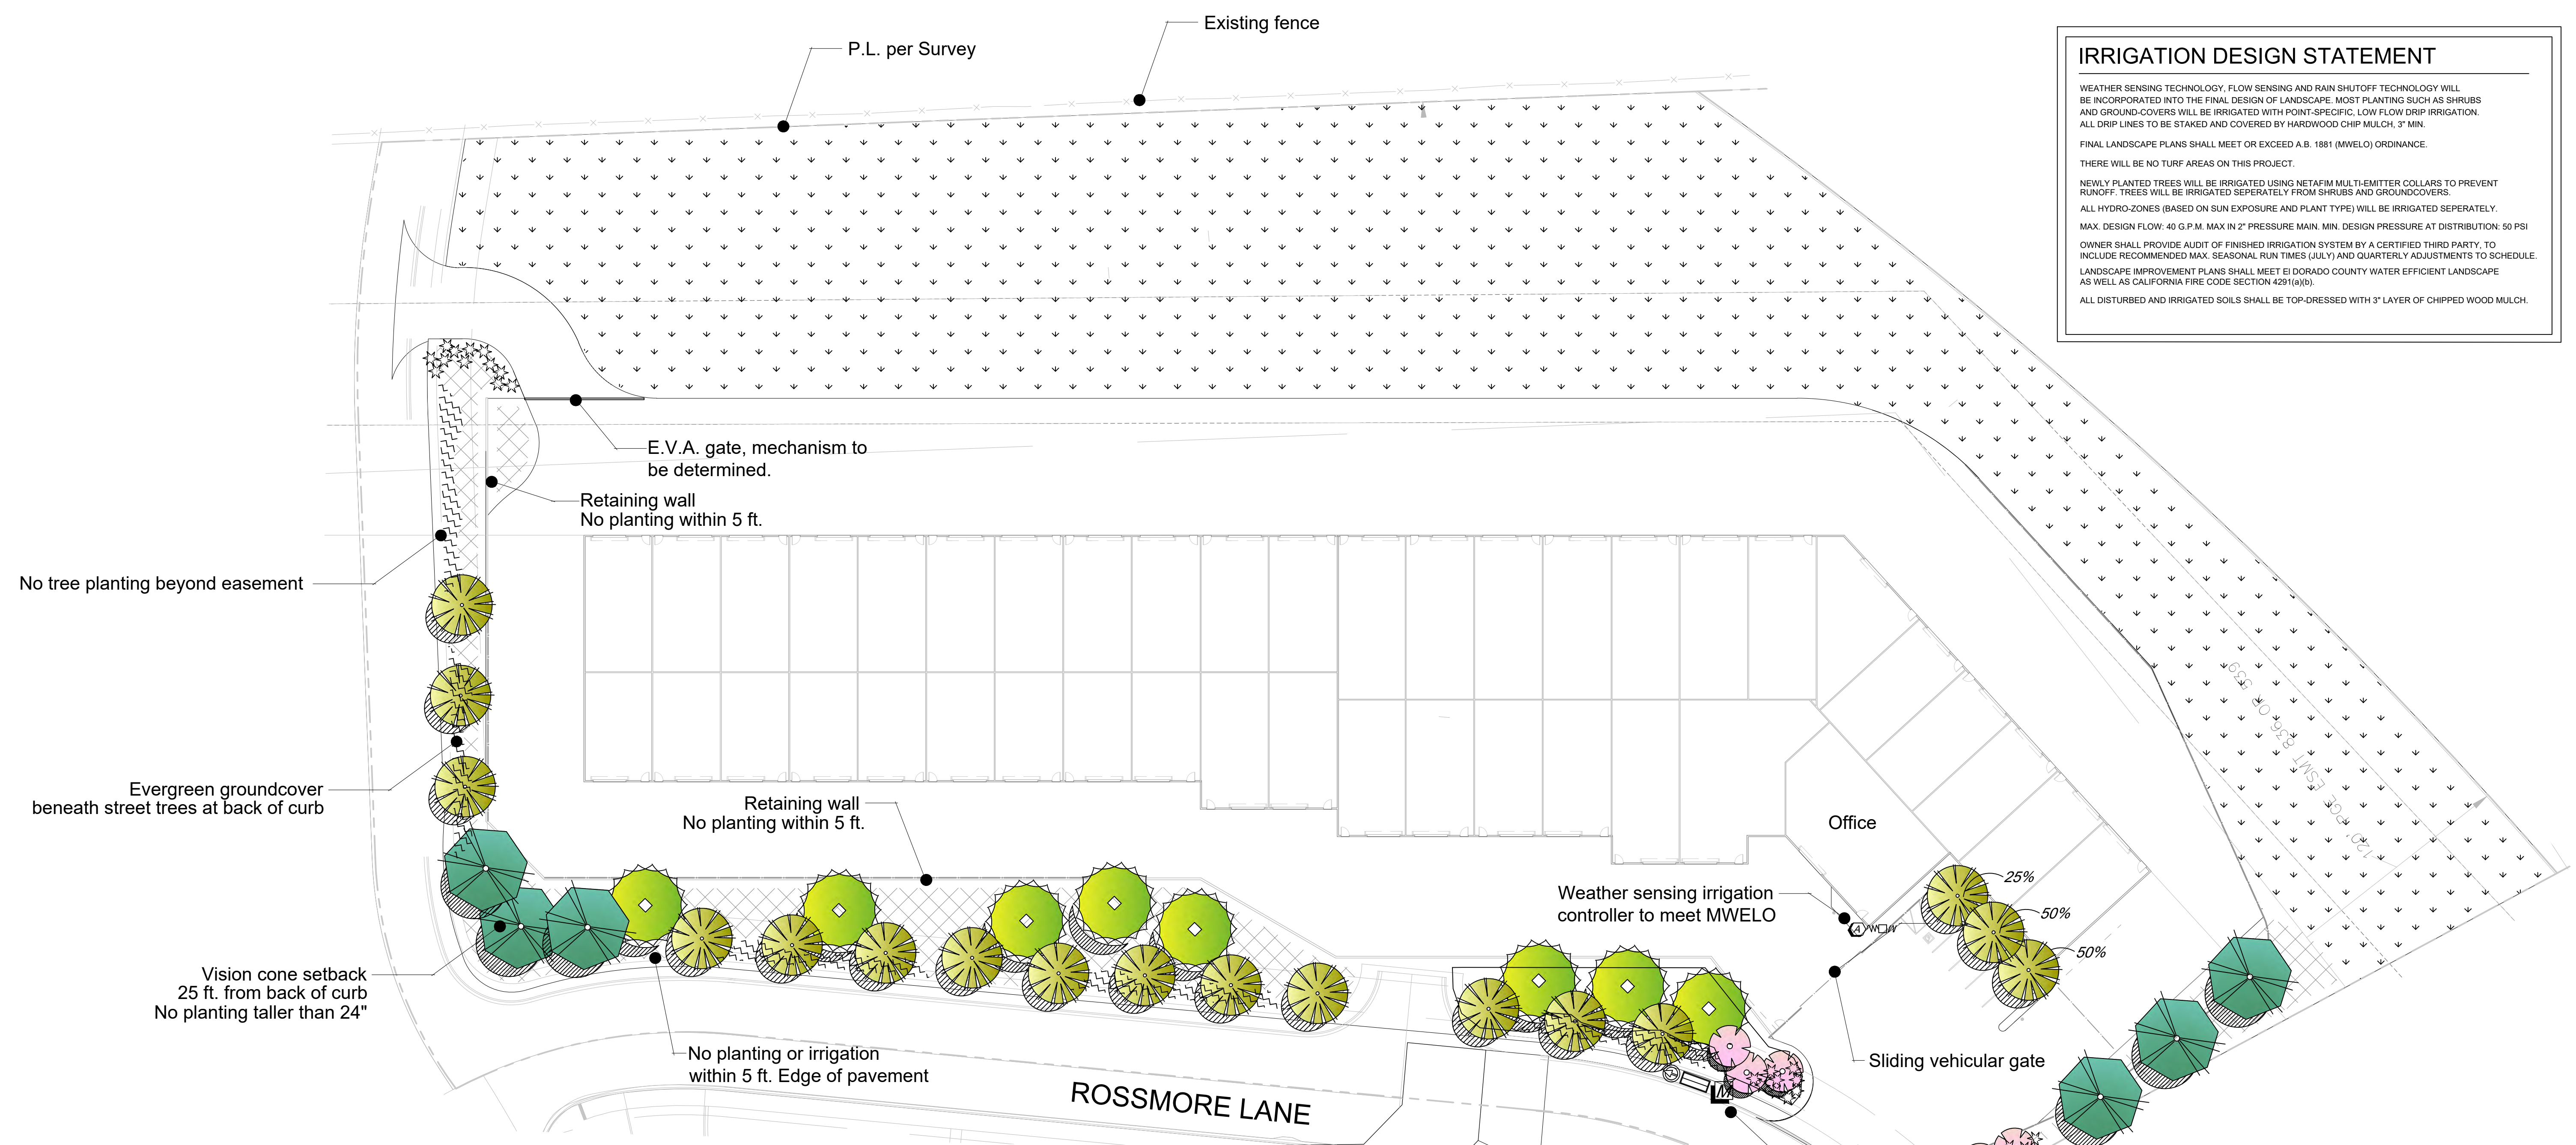 Existing fence
P.L. per Survey
IRRIGATION DESIGN STATEMENT
WEATHER SENSING TECHNOLOGY, FLOW SENSING AND RAIN SHUTOFF TECHNOLOGY WILL
BE INCORPORATED INTO THE FINAL DESIGN OF LANDSCAPE. MOST PLANTING SUCH AS SHRUBS
AND GROUND-COVERS WILL BE IRRIGATED WITH POINT-SPECIFIC, LOW FLOW DRIP IRRIGATION.
ALL DRIP LINES TO BE STAKED AND COVERED BY HARDWOOD CHIP MULCH, 3" MIN.
FINAL LANDSCAPE PLANS SHALL MEET OR EXCEED A.B. 1881 (MWELO) ORDINANCE.
THERE WILL BE NO TURF AREAS ON THIS PROJECT.
NEWLY PLANTED TREES WILL BE IRRIGATED USING NETAFIM MULTI-EMITTER COLLARS TO PREVENT
RUNOFF. TREES WILL BE IRRIGATED SEPERATELY FROM SHRUBS AND GROUNDCOVERS.
ALL HYDRO-ZONES (BASED ON SUN EXPOSURE AND PLANT TYPE) WILL BE IRRIGATED SEPERATELY.
MAX. DESIGN FLOW: 40 G.P.M. MAX IN 2" PRESSURE MAIN. MIN. DESIGN PRESSURE AT DISTRIBUTION: 50 PSI
OWNER SHALL PROVIDE AUDIT OF FINISHED IRRIGATION SYSTEM BY A CERTIFIED THIRD PARTY, TO
INCLUDE RECOMMENDED MAX. SEASONAL RUN TIMES (JULY) AND QUARTERLY ADJUSTMENTS TO SCHEDULE.
LANDSCAPE IMPROVEMENT PLANS SHALL MEET El DORADO COUNTY WATER EFFICIENT LANDSCAPE
AS WELL AS CALIFORNIA FIRE CODE SECTION 4291(a)(b).
ALL DISTURBED AND IRRIGATED SOILS SHALL BE TOP-DRESSED WITH 3" LAYER OF CHIPPED WOOD MULCH.
E.V.A. gate, mechanism to
be determined.
Retaining wall
No planting within 5 ft.
No tree planting beyond easement
Evergreen groundcover
beneath street trees at back of curb
Retaining wall
No planting within 5 ft.
Office
120' PGE ESMT 836 OR 539
Weather sensing irrigation
controller to meet MWELO
A
W
25%
50%
50%
Vision cone setback
25 ft. from back of curb
No planting taller than 24"
No planting or irrigation
within 5 ft. Edge of pavement
Sliding vehicular gate
M
ROSSMORE LANE